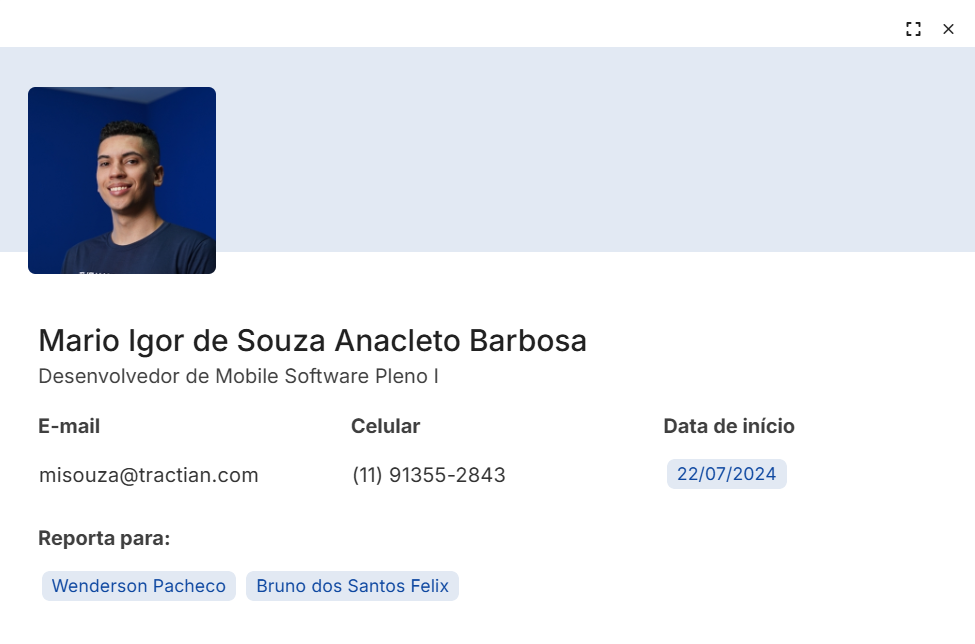 Mario Igor de Souza Anacleto Barbosa
Desenvolvedor de Mobile Software Pleno I
E-mail Celular Data de início
misouza@tractian.com (11) 91355-2843 22/07/2024
Reporta para:
Wenderson Pacheco Bruno dos Santos Felix